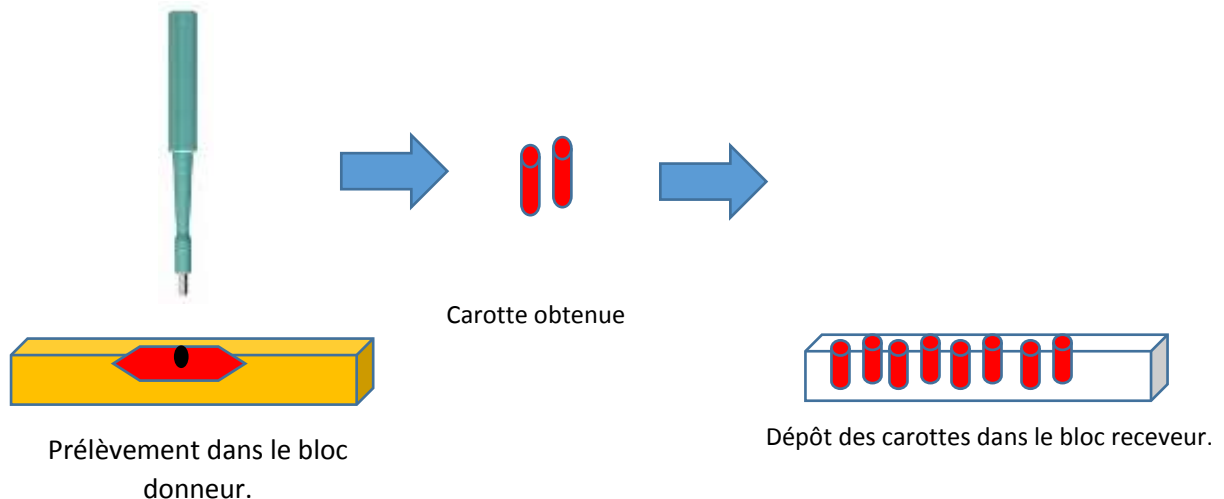 Carotte obtenue
Prélèvement dans le bloc
donneur.
Dépôt des carottes dans le bloc receveur.